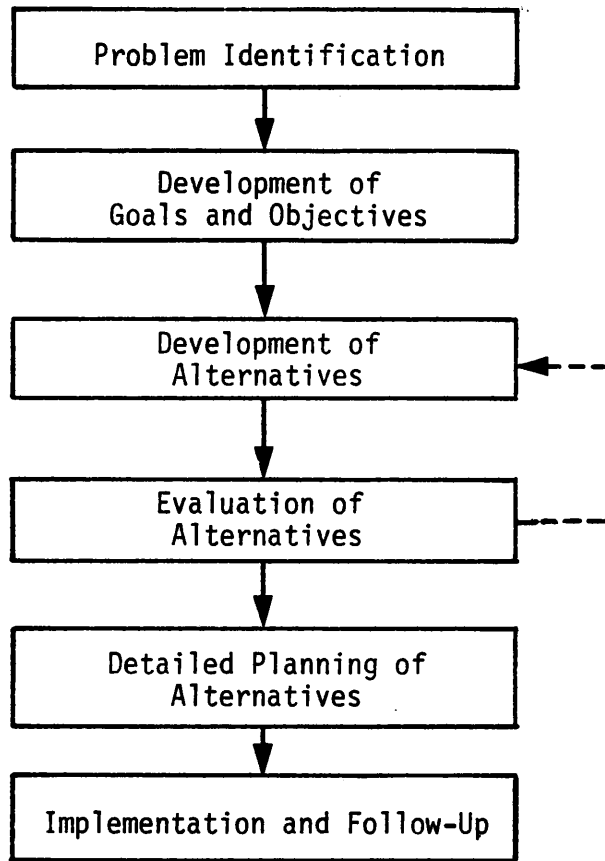 Problem Identification
Development of
Goals and Objectives
Development of
Alternatives
Evaluation of
Alternatives
Detailed Planning of
Alternatives
Implementation and Follow-Up